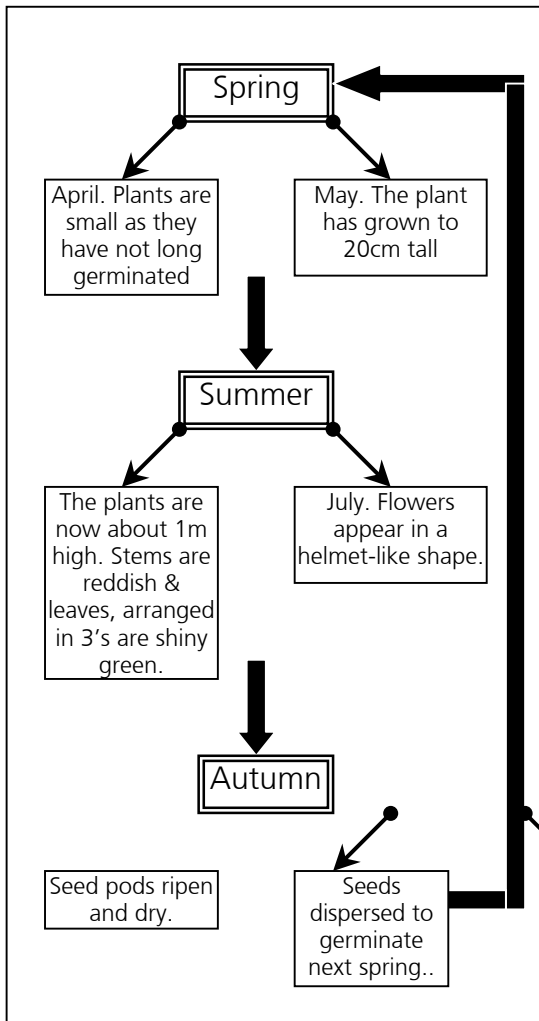 Spring
April. Plants are
small as they
have not long
germinated
May. The plant
has grown to
20cm tall
Summer
The plants are
now about 1m
high. Stems are
reddish &
leaves, arranged
in 3’s are shiny
green.
July. Flowers
appear in a
helmet-like shape.
Autumn
Seed pods ripen
and dry.
Seeds
dispersed to
germinate
next spring..